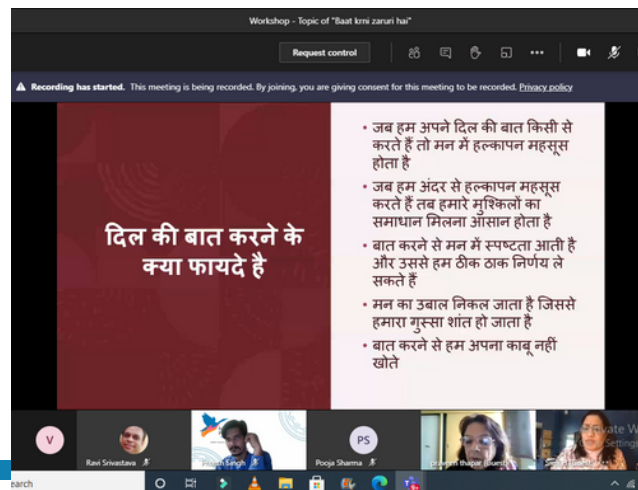 Workshop - Topic of "Baat krni zaruri hai"
Request control
Recording has started. This meeting is being recorded. By joining, you are giving consent for this meeting to be recorded. Privacy policy
दिल की बात करने के
क्या फायदे है
• जब हम अपने दिल की बात किसी से
करते हैं तो मन में हल्कापन महसूस
होता है
• जब हम अंदर से हल्कापन महसूस
करते हैं तब हमारे मुश्किलों का
समाधान मिलना आसान होता है
• बात करने से मन में स्पष्टता आती है
और उससे हम ठीक ठाक निर्णय ले
सकते हैं
• मन का उबाल निकल जाता है जिससे
हमारा गुस्सा शांत हो जाता है
• बात करने से हम अपना काबू नहीं
खोते
V
Ravi Srivastava
Singh
PS
Pooja Sharma
praveen thapar (Guest)
earch